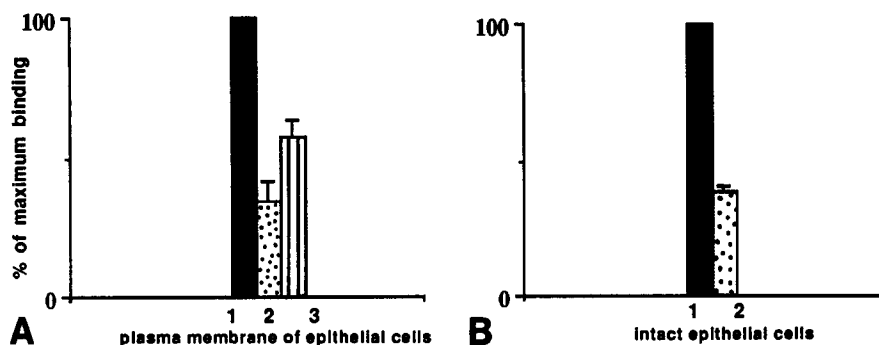 100
% of maximum binding
0
1 2 3
A
plasma membrane of epithelial cells
100
0
1 2
B
intact epithelial cells